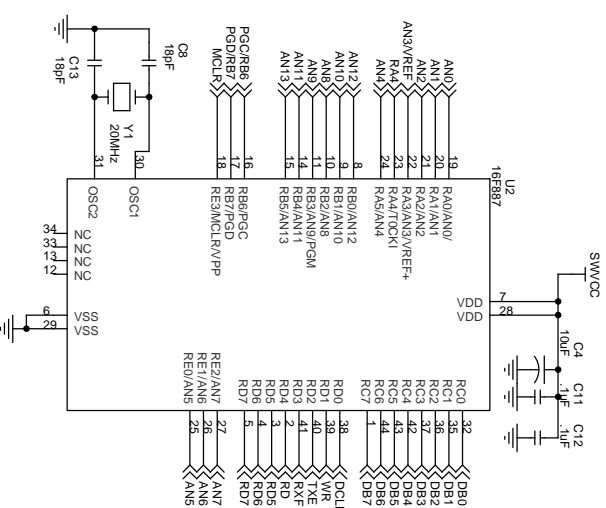 U2
16F887
AN0 19 RA0/AN0/
AN1 20 RA1/AN1
AN2 21 RA2/AN2
AN3/VREF 22 RA3/AN3/VREF+
RA4 23 RA4/T0CKI
AN4 24 RA5/AN4
AN12 8 RB0/AN12
AN10 9 RB1/AN10
AN8 10 RB2/AN8
AN9 11 RB3/AN9/PGM
AN11 14 RB4/AN11
AN13 15 RB5/AN13
PGC/RB6 16 RB6/PGC
PGD/RB7 17 RB7/PGD
MCLR 18 RE3/MCLR/VPP
C8
18pF
C13
18pF
Y1
20MHz
30 OSC1
31 OSC2
34 NC
33 NC
13 NC
12 NC
6 VSS
29 VSS
SWVCC
VDD 7
VDD 28
C4
10uF
C11
.1uF
C12
.1uF
RC0 32 DB0
RC1 35 DB1
RC2 36 DB2
RC3 37 DB3
RC4 42 DB4
RC5 43 DB5
RC6 44 DB6
RC7 1 DB7
RD0 38
RD1 39 WR
RD2 40 TXE
RD3 41 RXF
RD4 2 RD
RD5 3 RD5
RD6 4 RD6
RD7 5 RD7
RE2/AN7 27 AN7
RE1/AN6 26 AN6
RE0/AN5 25 AN5